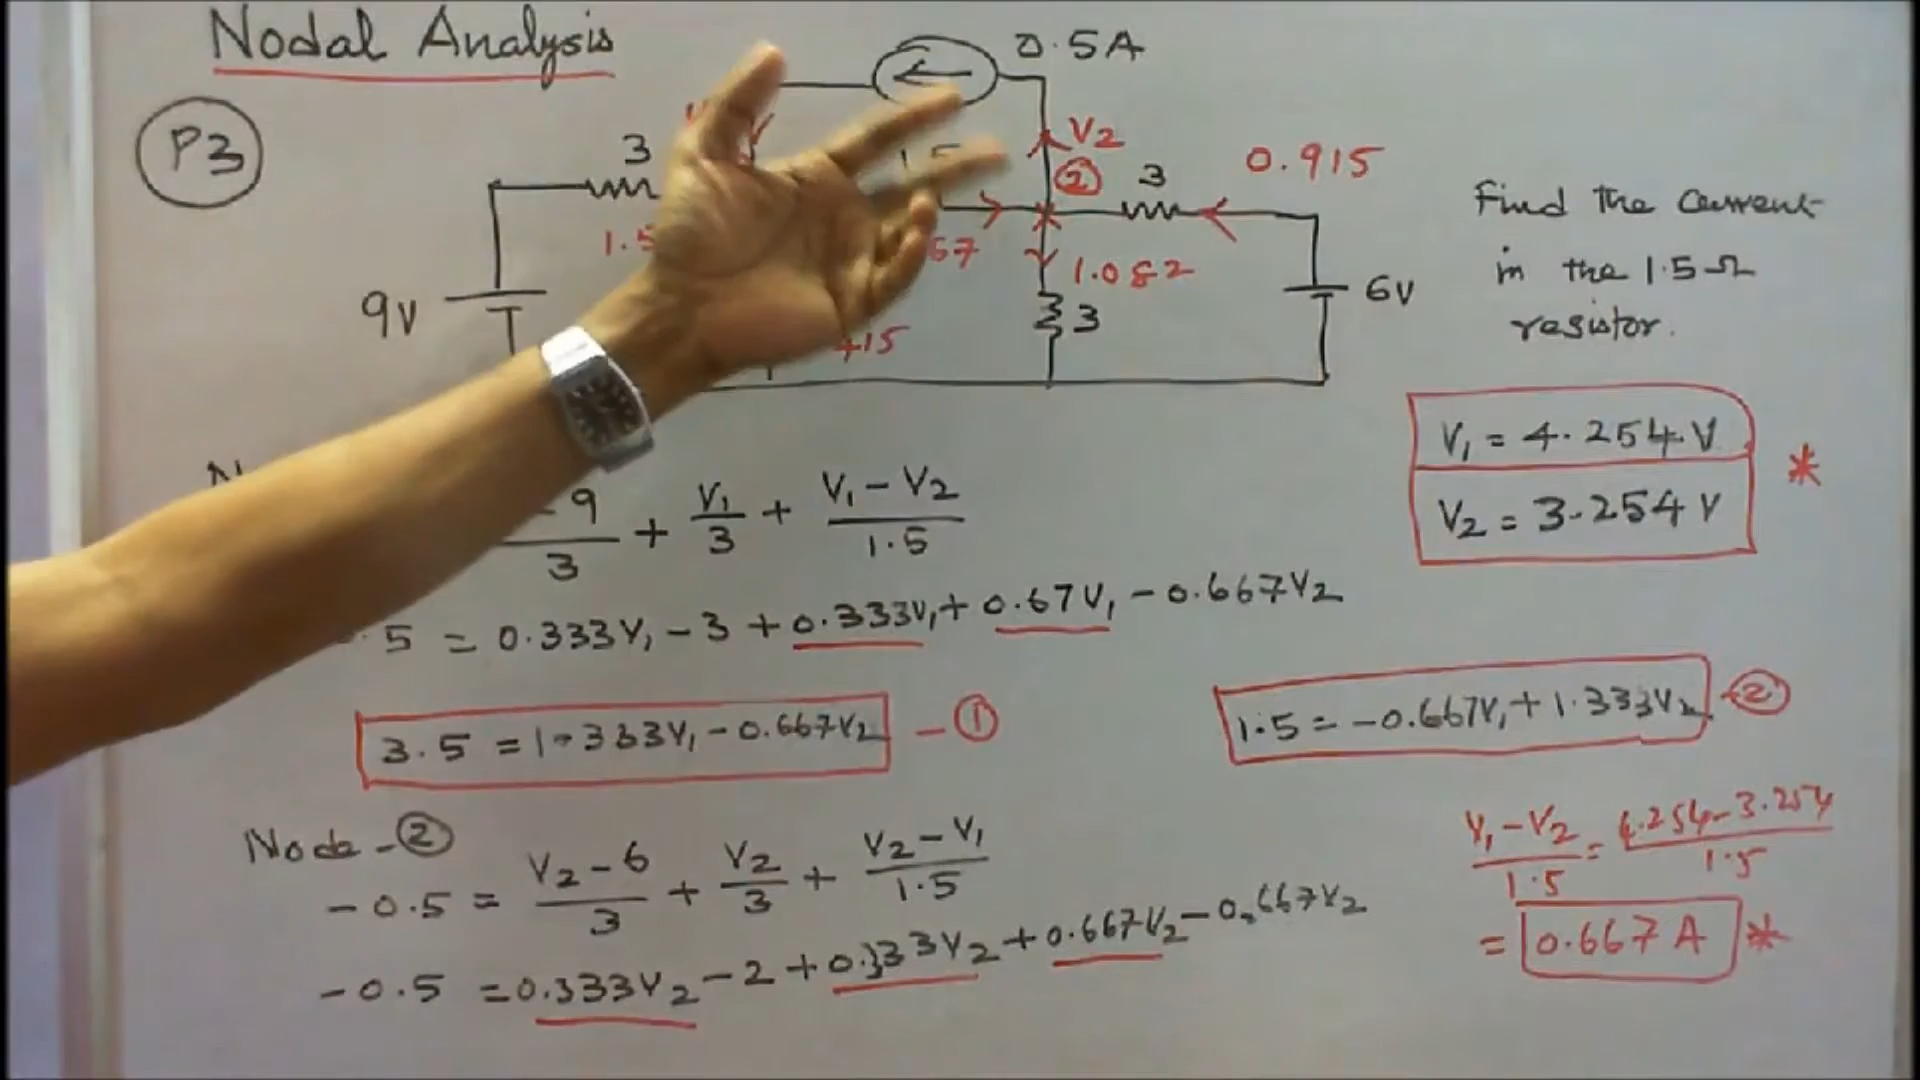 Nodal Analysis
P3
0.5A
V2
②
3
3
0.915
1.082
3
9V
6V
Find the current
in the 1.5Ω
resistor.
V₁ = 4.254 V
V₂ = 3.254 V
*
9/3 + V₁/3 + (V₁ - V₂)/1.5
5 = 0.333V₁ - 3 + 0.333V₁ + 0.67V₁ - 0.667V2
3.5 = 1.333V₁ - 0.667V2 - ①
1.5 = -0.667V₁ + 1.333V2 - ②
Node - ②
-0.5 = (V2 - 6)/3 + V2/3 + (V2 - V₁)/1.5
-0.5 = 0.333V2 - 2 + 0.333V2 + 0.667V2 - 0.667V2
(V₁ - V2)/1.5 = (4.254 - 3.254)/1.5
= 0.667 A *